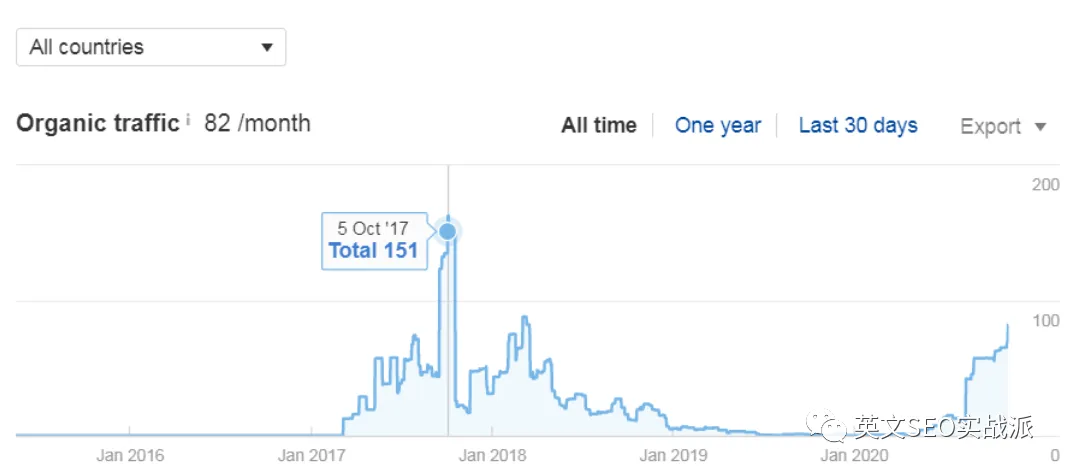 All countries
Organic traffic i 82 /month
All time One year Last 30 days Export
200
5 Oct '17
Total 151
100
英文SEO实战派
Jan 2016 Jan 2017 Jan 2018 Jan 2019 Jan 2020 0